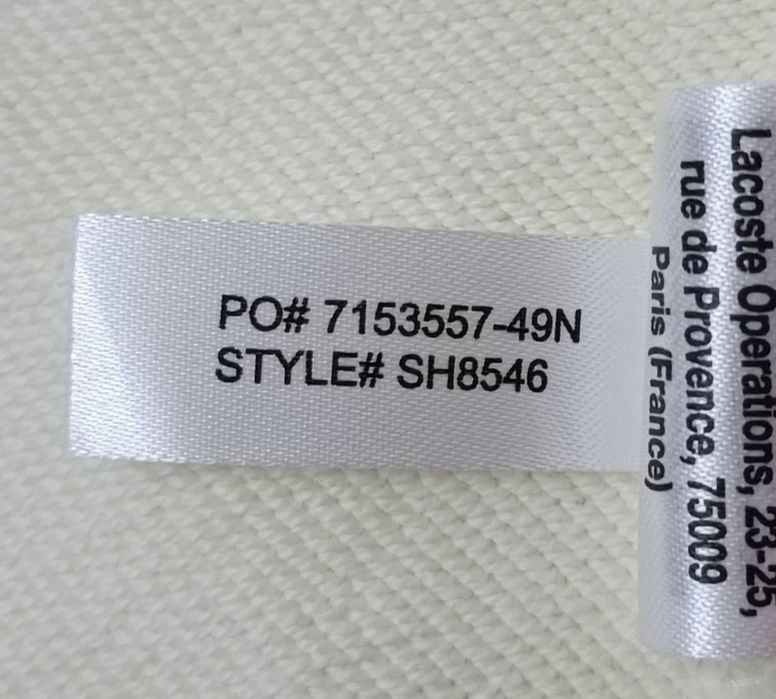 PO# 7153557-49N
STYLE# SH8546
Lacoste Operations, 23-25,
rue de Provence, 75009
Paris (France)